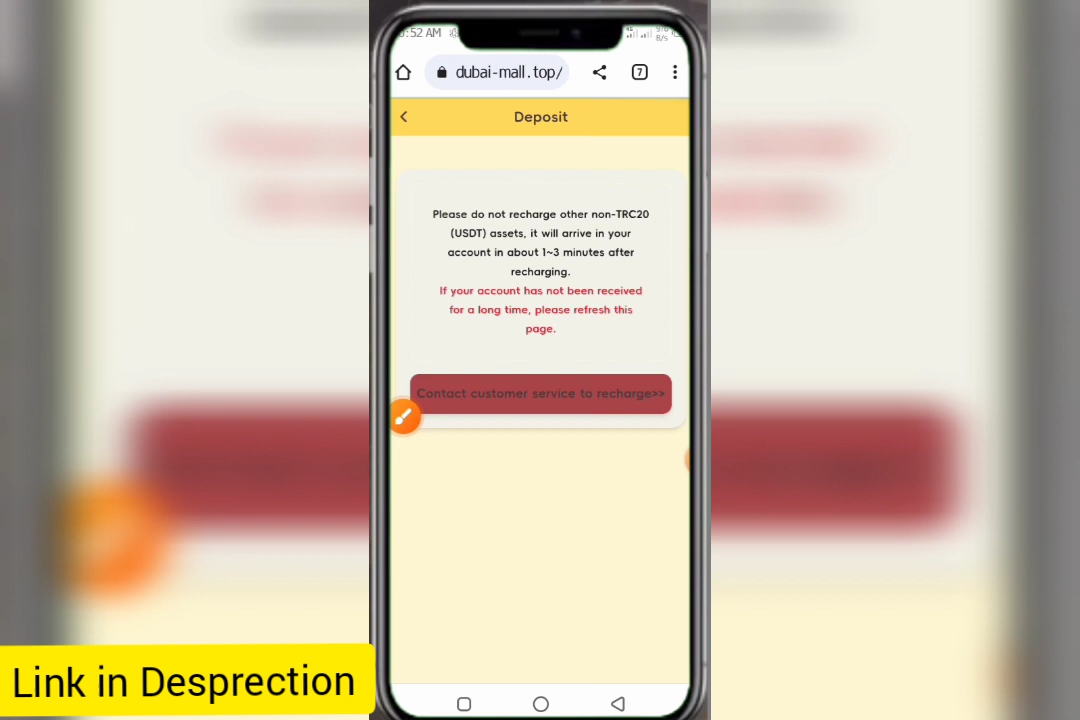 :52 AM
B/s
dubai-mall.top/
7
Deposit
Please do not recharge other non-TRC20
(USDT) assets, it will arrive in your
account in about 1~3 minutes after
recharging.
If your account has not been received
for a long time, please refresh this
page.
Contact customer service to recharge>>
Link in Desprection